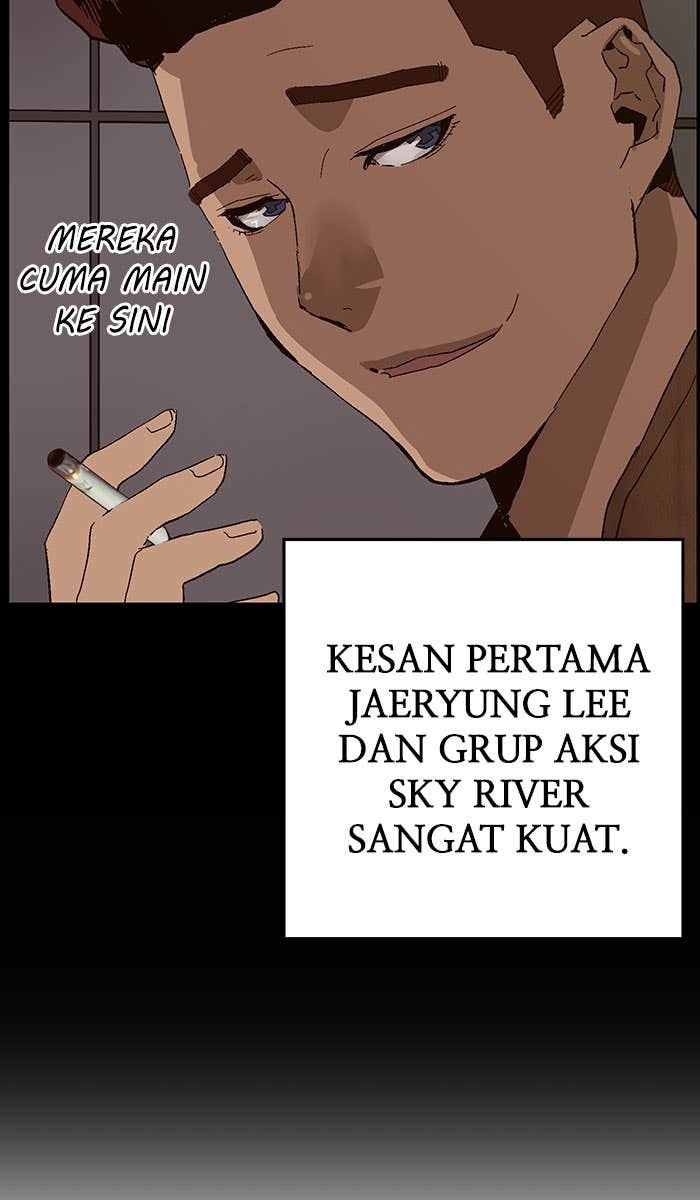 MEREKA
CUMA MAIN
KE SINI
KESAN PERTAMA
JAERYUNG LEE
DAN GRUP AKSI
SKY RIVER
SANGAT KUAT.